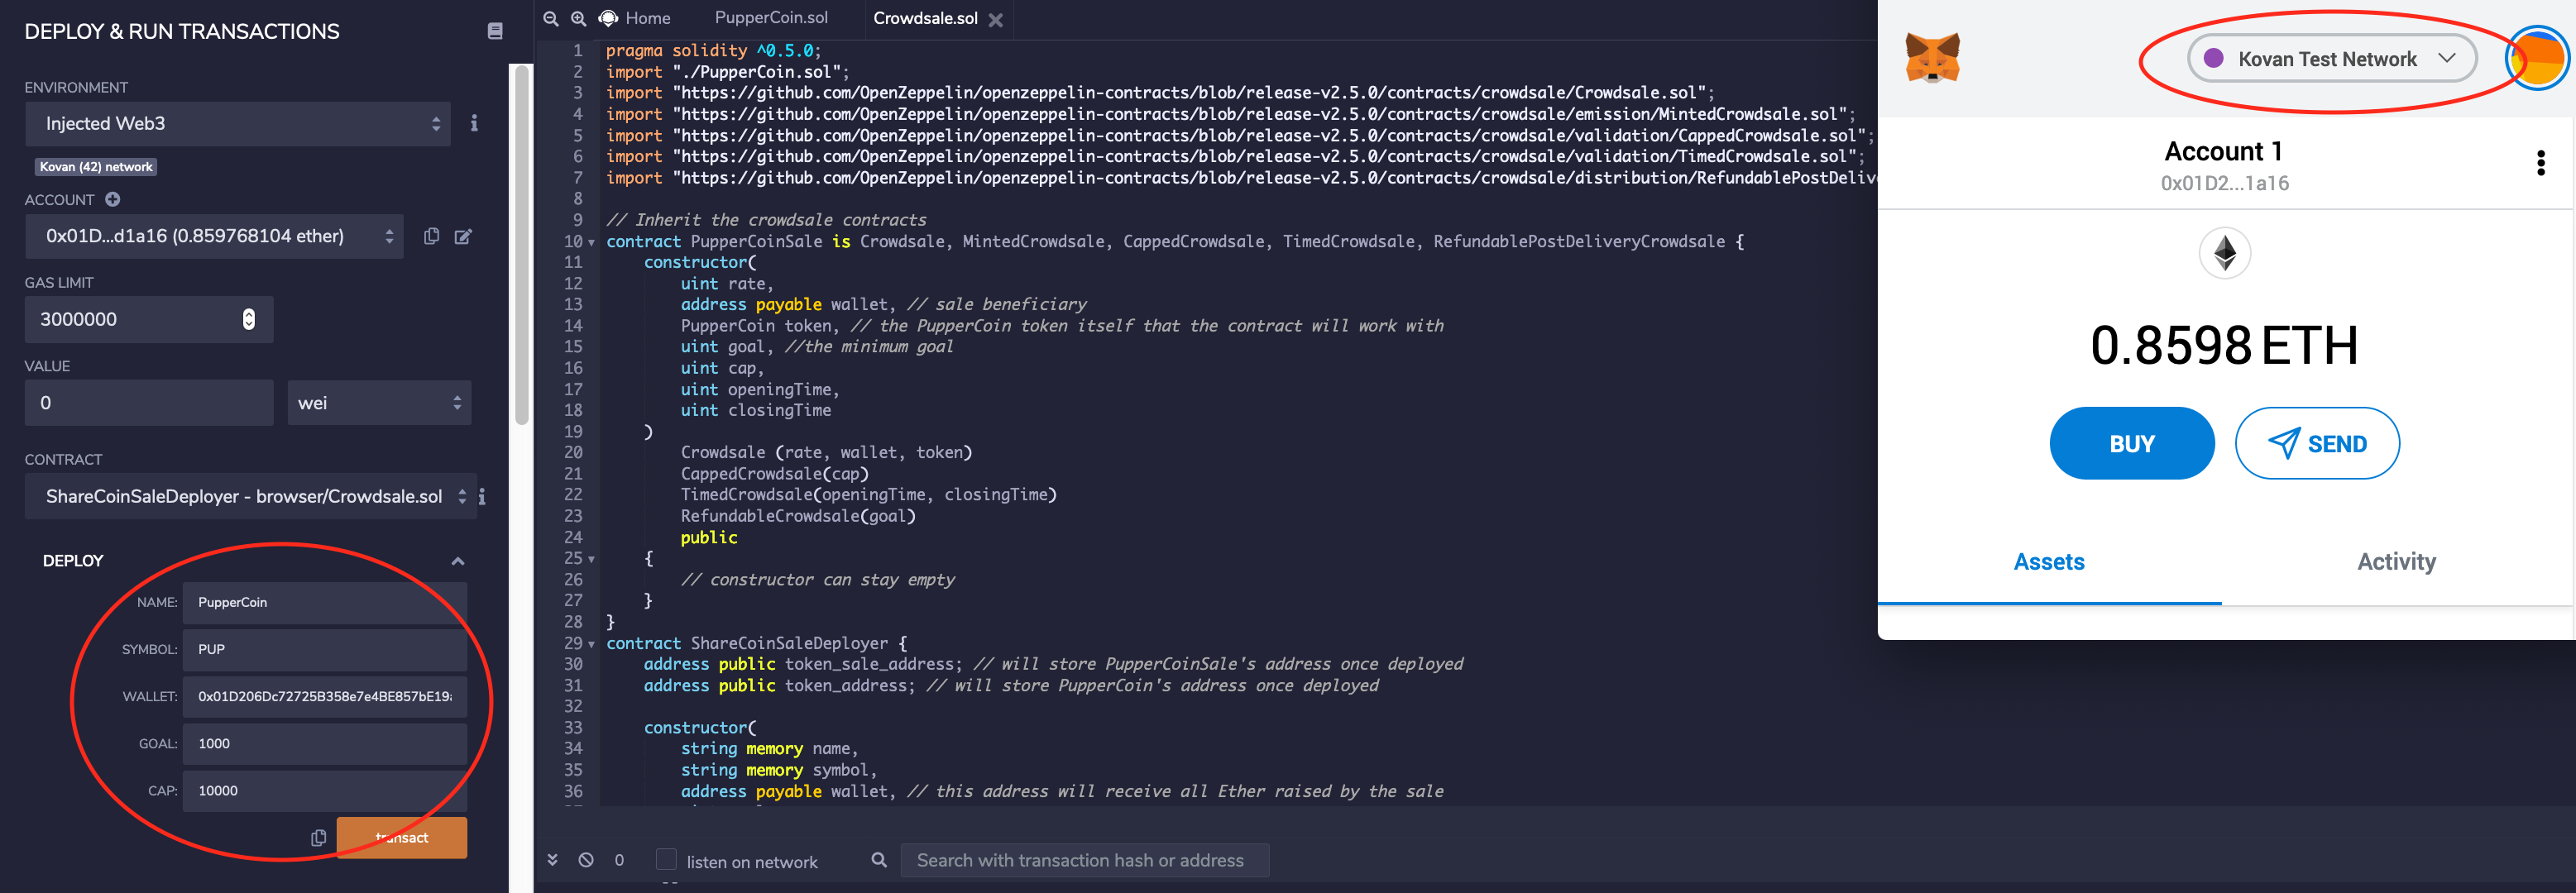 DEPLOY & RUN TRANSACTIONS
ENVIRONMENT
Injected Web3
Kovan (42) network
ACCOUNT
0x01D...d1a16 (0.859768104 ether)
GAS LIMIT
3000000
VALUE
0
wei
CONTRACT
ShareCoinSaleDeployer - browser/Crowdsale.sol
DEPLOY
NAME: PupperCoin
SYMBOL: PUP
WALLET: 0x01D206Dc72725B358e7e4BE857bE19
GOAL: 1000
CAP: 10000
transact
Home
PupperCoin.sol
Crowdsale.sol
1 pragma solidity ^0.5.0;
2 import "./PupperCoin.sol";
3 import "https://github.com/OpenZeppelin/openzeppelin-contracts/blob/release-v2.5.0/contracts/crowdsale/Crowdsale.sol";
4 import "https://github.com/OpenZeppelin/openzeppelin-contracts/blob/release-v2.5.0/contracts/crowdsale/emission/MintedCrowdsale.sol";
5 import "https://github.com/OpenZeppelin/openzeppelin-contracts/blob/release-v2.5.0/contracts/crowdsale/validation/CappedCrowdsale.sol";
6 import "https://github.com/OpenZeppelin/openzeppelin-contracts/blob/release-v2.5.0/contracts/crowdsale/validation/TimedCrowdsale.sol";
7 import "https://github.com/OpenZeppelin/openzeppelin-contracts/blob/release-v2.5.0/contracts/crowdsale/distribution/RefundablePostDeliv
8
9 // Inherit the crowdsale contracts
10 contract PupperCoinSale is Crowdsale, MintedCrowdsale, CappedCrowdsale, TimedCrowdsale, RefundablePostDeliveryCrowdsale {
11 constructor(
12 uint rate,
13 address payable wallet, // sale beneficiary
14 PupperCoin token, // the PupperCoin token itself that the contract will work with
15 uint goal, //the minimum goal
16 uint cap,
17 uint openingTime,
18 uint closingTime
19 )
20 Crowdsale (rate, wallet, token)
21 CappedCrowdsale(cap)
22 TimedCrowdsale(openingTime, closingTime)
23 RefundableCrowdsale(goal)
24 public
25 {
26 // constructor can stay empty
27 }
28 }
29 contract ShareCoinSaleDeployer {
30 address public token_sale_address; // will store PupperCoinSale's address once deployed
31 address public token_address; // will store PupperCoin's address once deployed
32
33 constructor(
34 string memory name,
35 string memory symbol,
36 address payable wallet, // this address will receive all Ether raised by the sale
0
listen on network
Search with transaction hash or address
Kovan Test Network
Account 1
0x01D2...1a16
0.8598 ETH
BUY
SEND
Assets
Activity